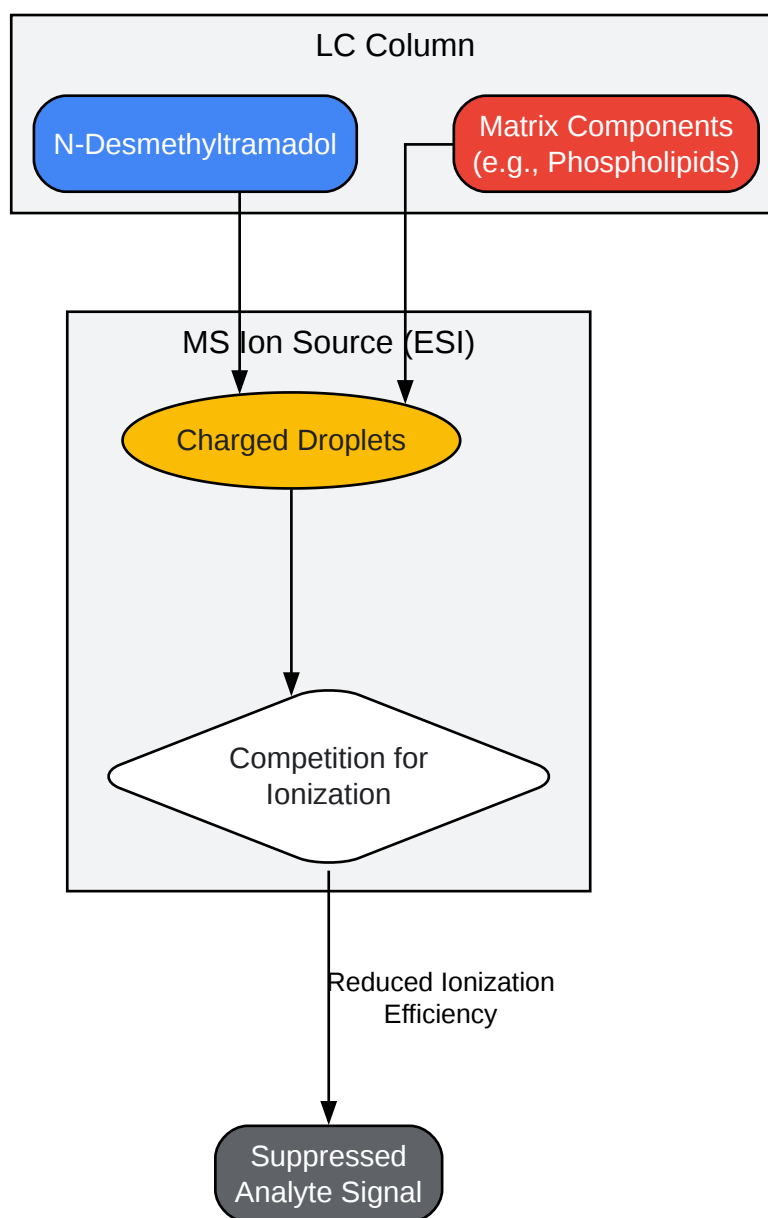 LC Column
N-Desmethyltramadol
Matrix Components
(e.g., Phospholipids)
MS Ion Source (ESI)
Charged Droplets
Competition for
Ionization
Reduced Ionization
Efficiency
Suppressed
Analyte Signal